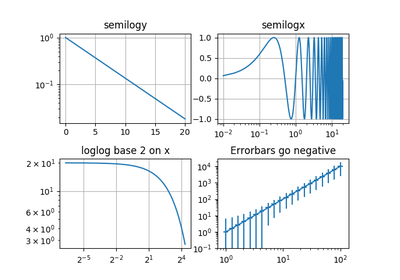 semilogy
10⁰
10⁻¹
0 5 10 15 20
semilogx
1.0
0.5
0.0
−0.5
−1.0
10⁻² 10⁻¹ 10⁰ 10¹
loglog base 2 on x
2 × 10¹
10¹
6 × 10⁰
4 × 10⁰
3 × 10⁰
2⁻⁵ 2⁻² 2¹ 2⁴
Errorbars go negative
10⁴
10³
10²
10¹
10⁰
10⁻¹
10⁰ 10¹ 10²